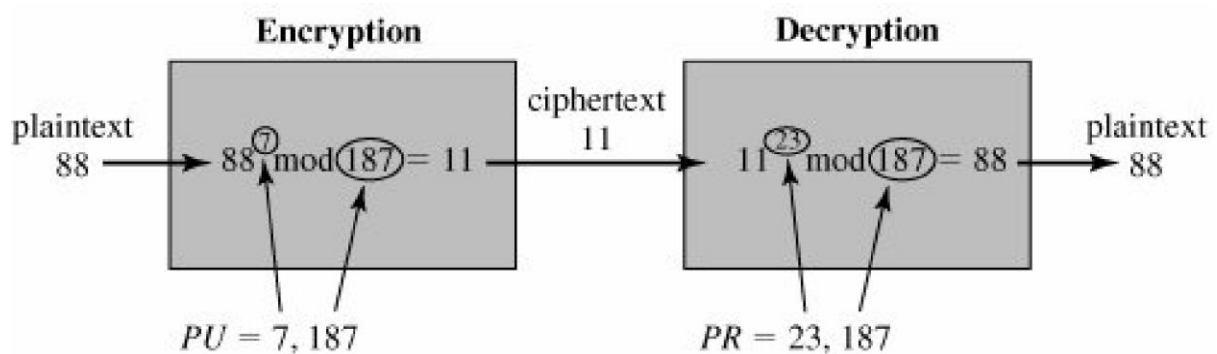 Encryption
Decryption
plaintext
88
88^7 mod 187 = 11
ciphertext
11
11^23 mod 187 = 88
plaintext
88
PU = 7, 187
PR = 23, 187